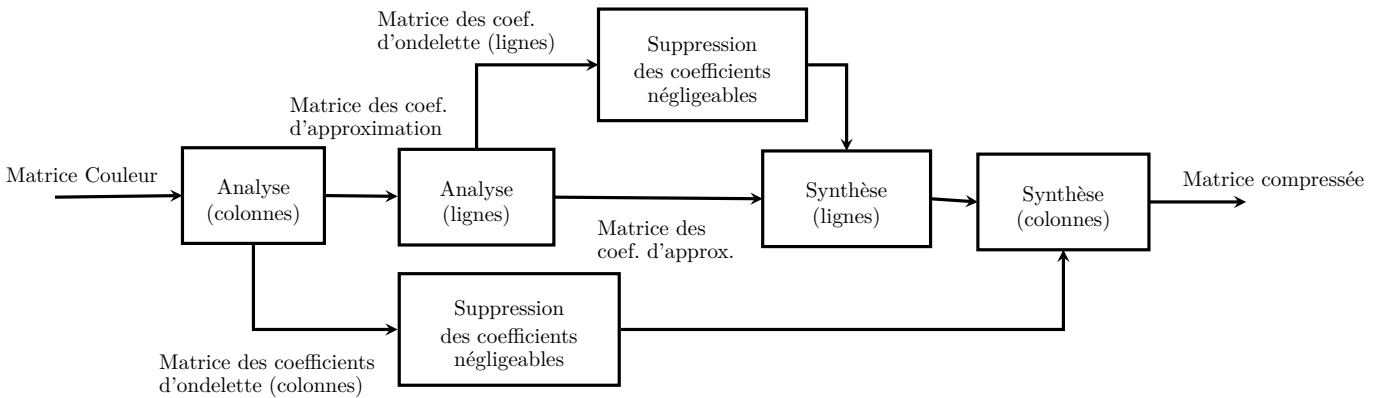 Matrice des coef.
d'ondelette (lignes)
Suppression
des coefficients
négligeables
Matrice des coef.
d'approximation
Matrice Couleur
Analyse
(colonnes)
Analyse
(lignes)
Synthèse
(lignes)
Synthèse
(colonnes)
Matrice compressée
Matrice des
coef. d'approx.
Suppression
des coefficients
négligeables
Matrice des coefficients
d'ondelette (colonnes)